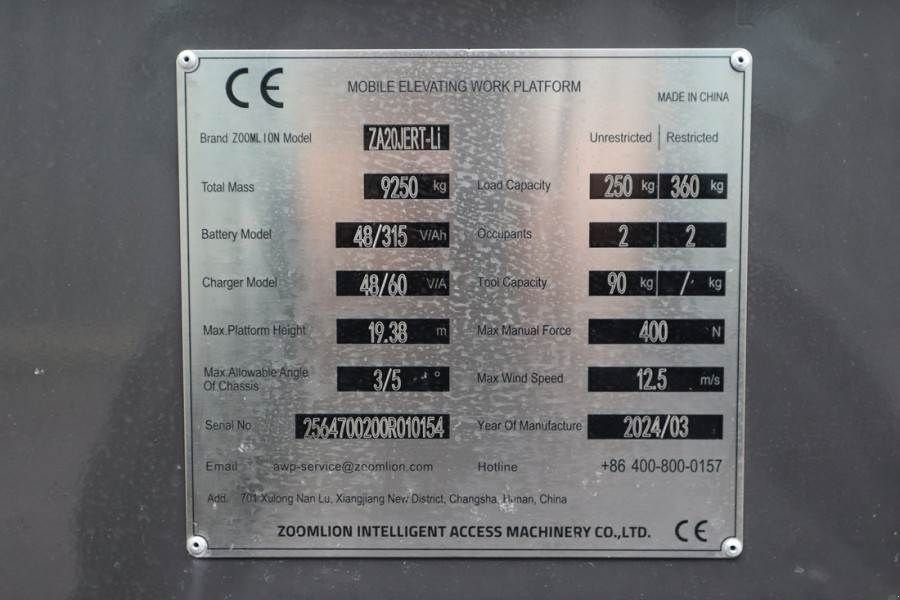 CE MOBILE ELEVATING WORK PLATFORM
MADE IN CHINA
Brand ZOOMLION Model ZA20JERT-Li Unrestricted | Restricted
Total Mass 9250 kg Load Capacity 250 kg 360 kg
Battery Model 48/315 V/Ah Occupants 2 2
Charger Model 48/60 V/A Tool Capacity 90 kg / kg
Max.Platform Height 19.38 m Max Manual Force 400 N
Max.Allowable Angle Of Chassis 3/5 ° Max Wind Speed 12.5 m/s
Serial No 2564700200R010154 Year Of Manufacture 2024/03
Email awp-service@zoomlion.com Hotline +86 400-800-0157
Add. 701 Xulong Nan Lu, Xiangjiang New District, Changsha, Hunan, China
ZOOMLION INTELLIGENT ACCESS MACHINERY CO.,LTD. CE